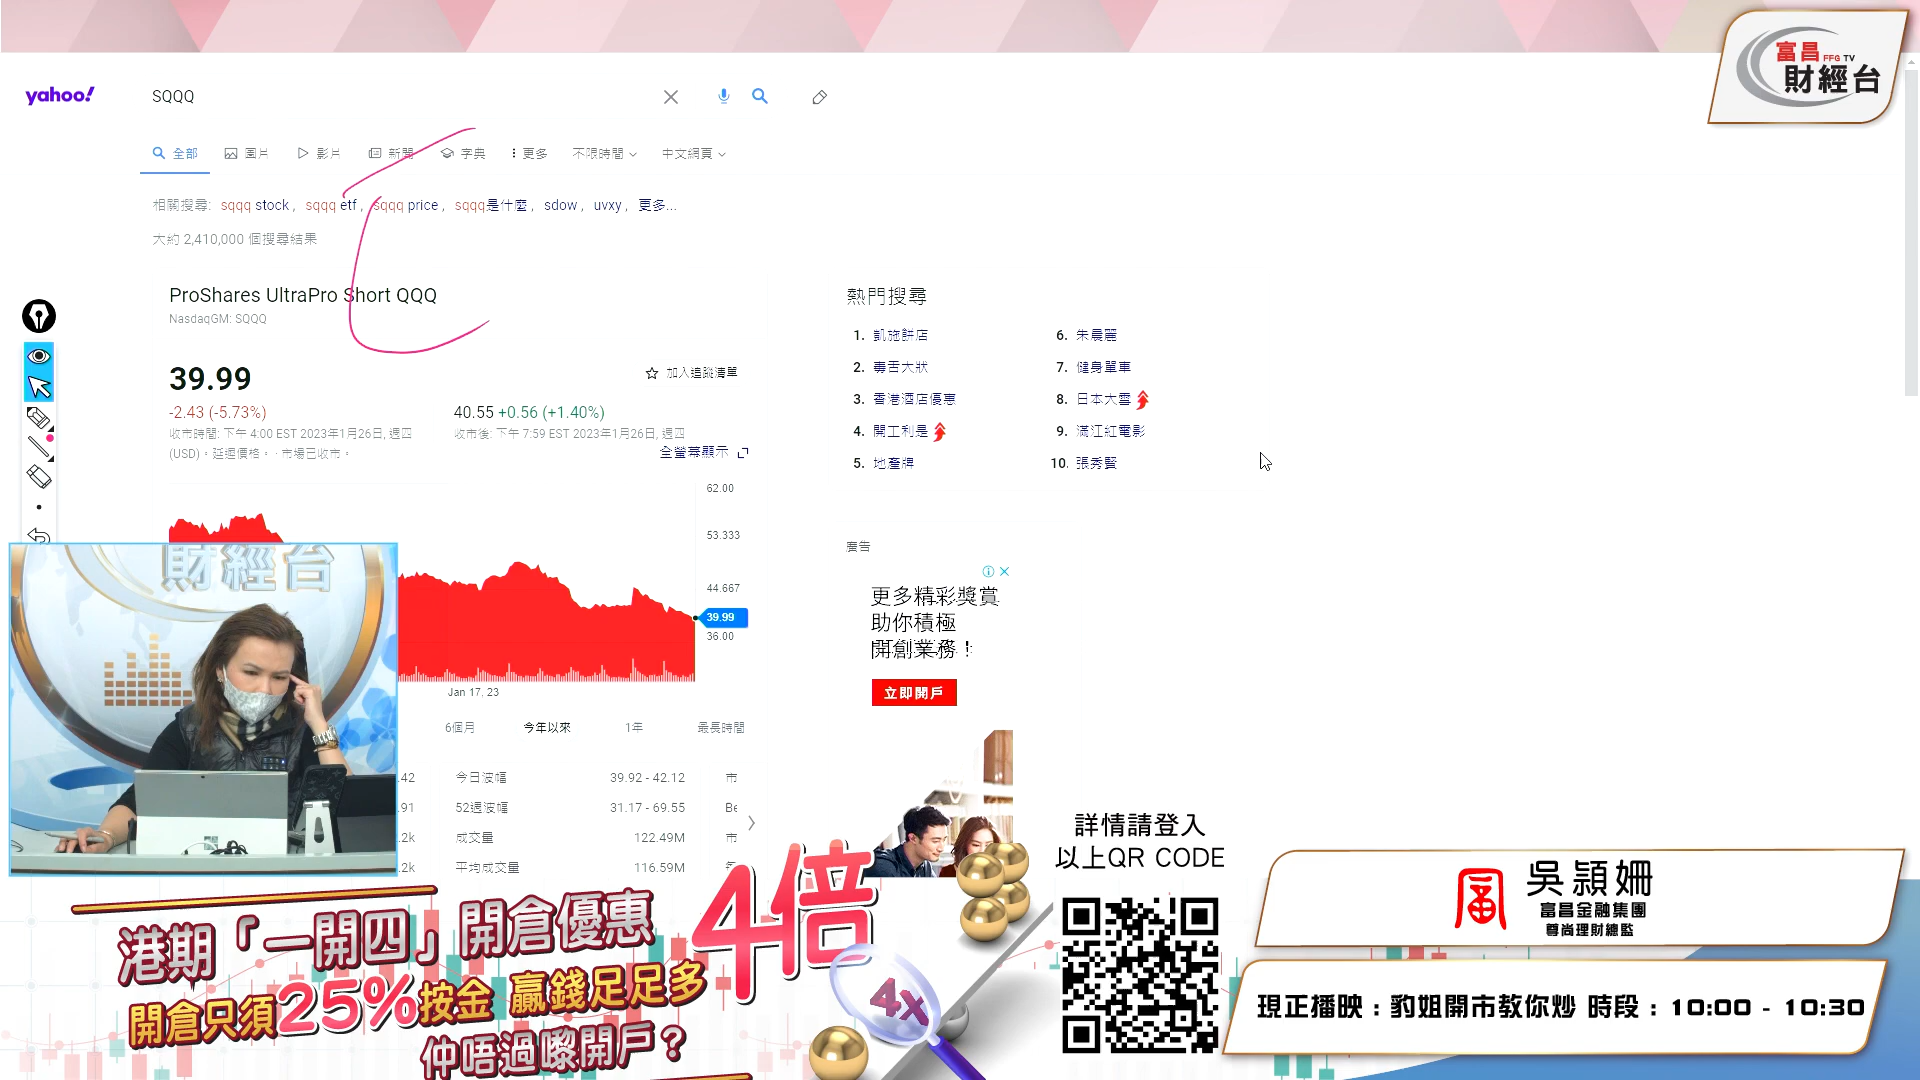 富昌 FFG TV
財經台
yahoo!
SQQQ
全部 圖片 影片 新聞 字典 更多 不限時間 中文網頁
相關搜尋: sqqq stock, sqqq etf, sqqq price, sqqq是什麼, sdow, uvxy, 更多...
大約 2,410,000 個搜尋結果
ProShares UltraPro Short QQQ
NasdaqGM: SQQQ
39.99
加入追蹤清單
-2.43 (-5.73%)
40.55 +0.56 (+1.40%)
收市時間: 下午 4:00 EST 2023年1月26日, 週四
收市後: 下午 7:59 EST 2023年1月26日, 週四
(USD)。延遲價格。 · 市場已收市。
全螢幕顯示
62.00
53.333
44.667
39.99
36.00
Jan 17, 23
6個月 今年以來 1年 最長時間
.42 今日波幅 39.92 - 42.12 市
.91 52週波幅 31.17 - 69.55 Be
.2k 成交量 122.49M 市
.2k 平均成交量 116.59M
熱門搜尋
1. 凱施餅店
2. 毒舌大狀
3. 香港酒店優惠
4. 開工利是
5. 地產牌
6. 朱晨麗
7. 健身單車
8. 日本大雪
9. 滿江紅電影
10. 張秀賢
廣告
更多精彩獎賞
助你積極
開創業務!
立即開戶
財經台
港期「一開四」開倉優惠 4倍
開倉只須25%按金 贏錢足足多
仲唔過嚟開戶?
4X
詳情請登入
以上QR CODE
吳穎姍
富昌金融集團
尊尚理財總監
現正播映：豹姐開市教你炒 時段：10:00 - 10:30